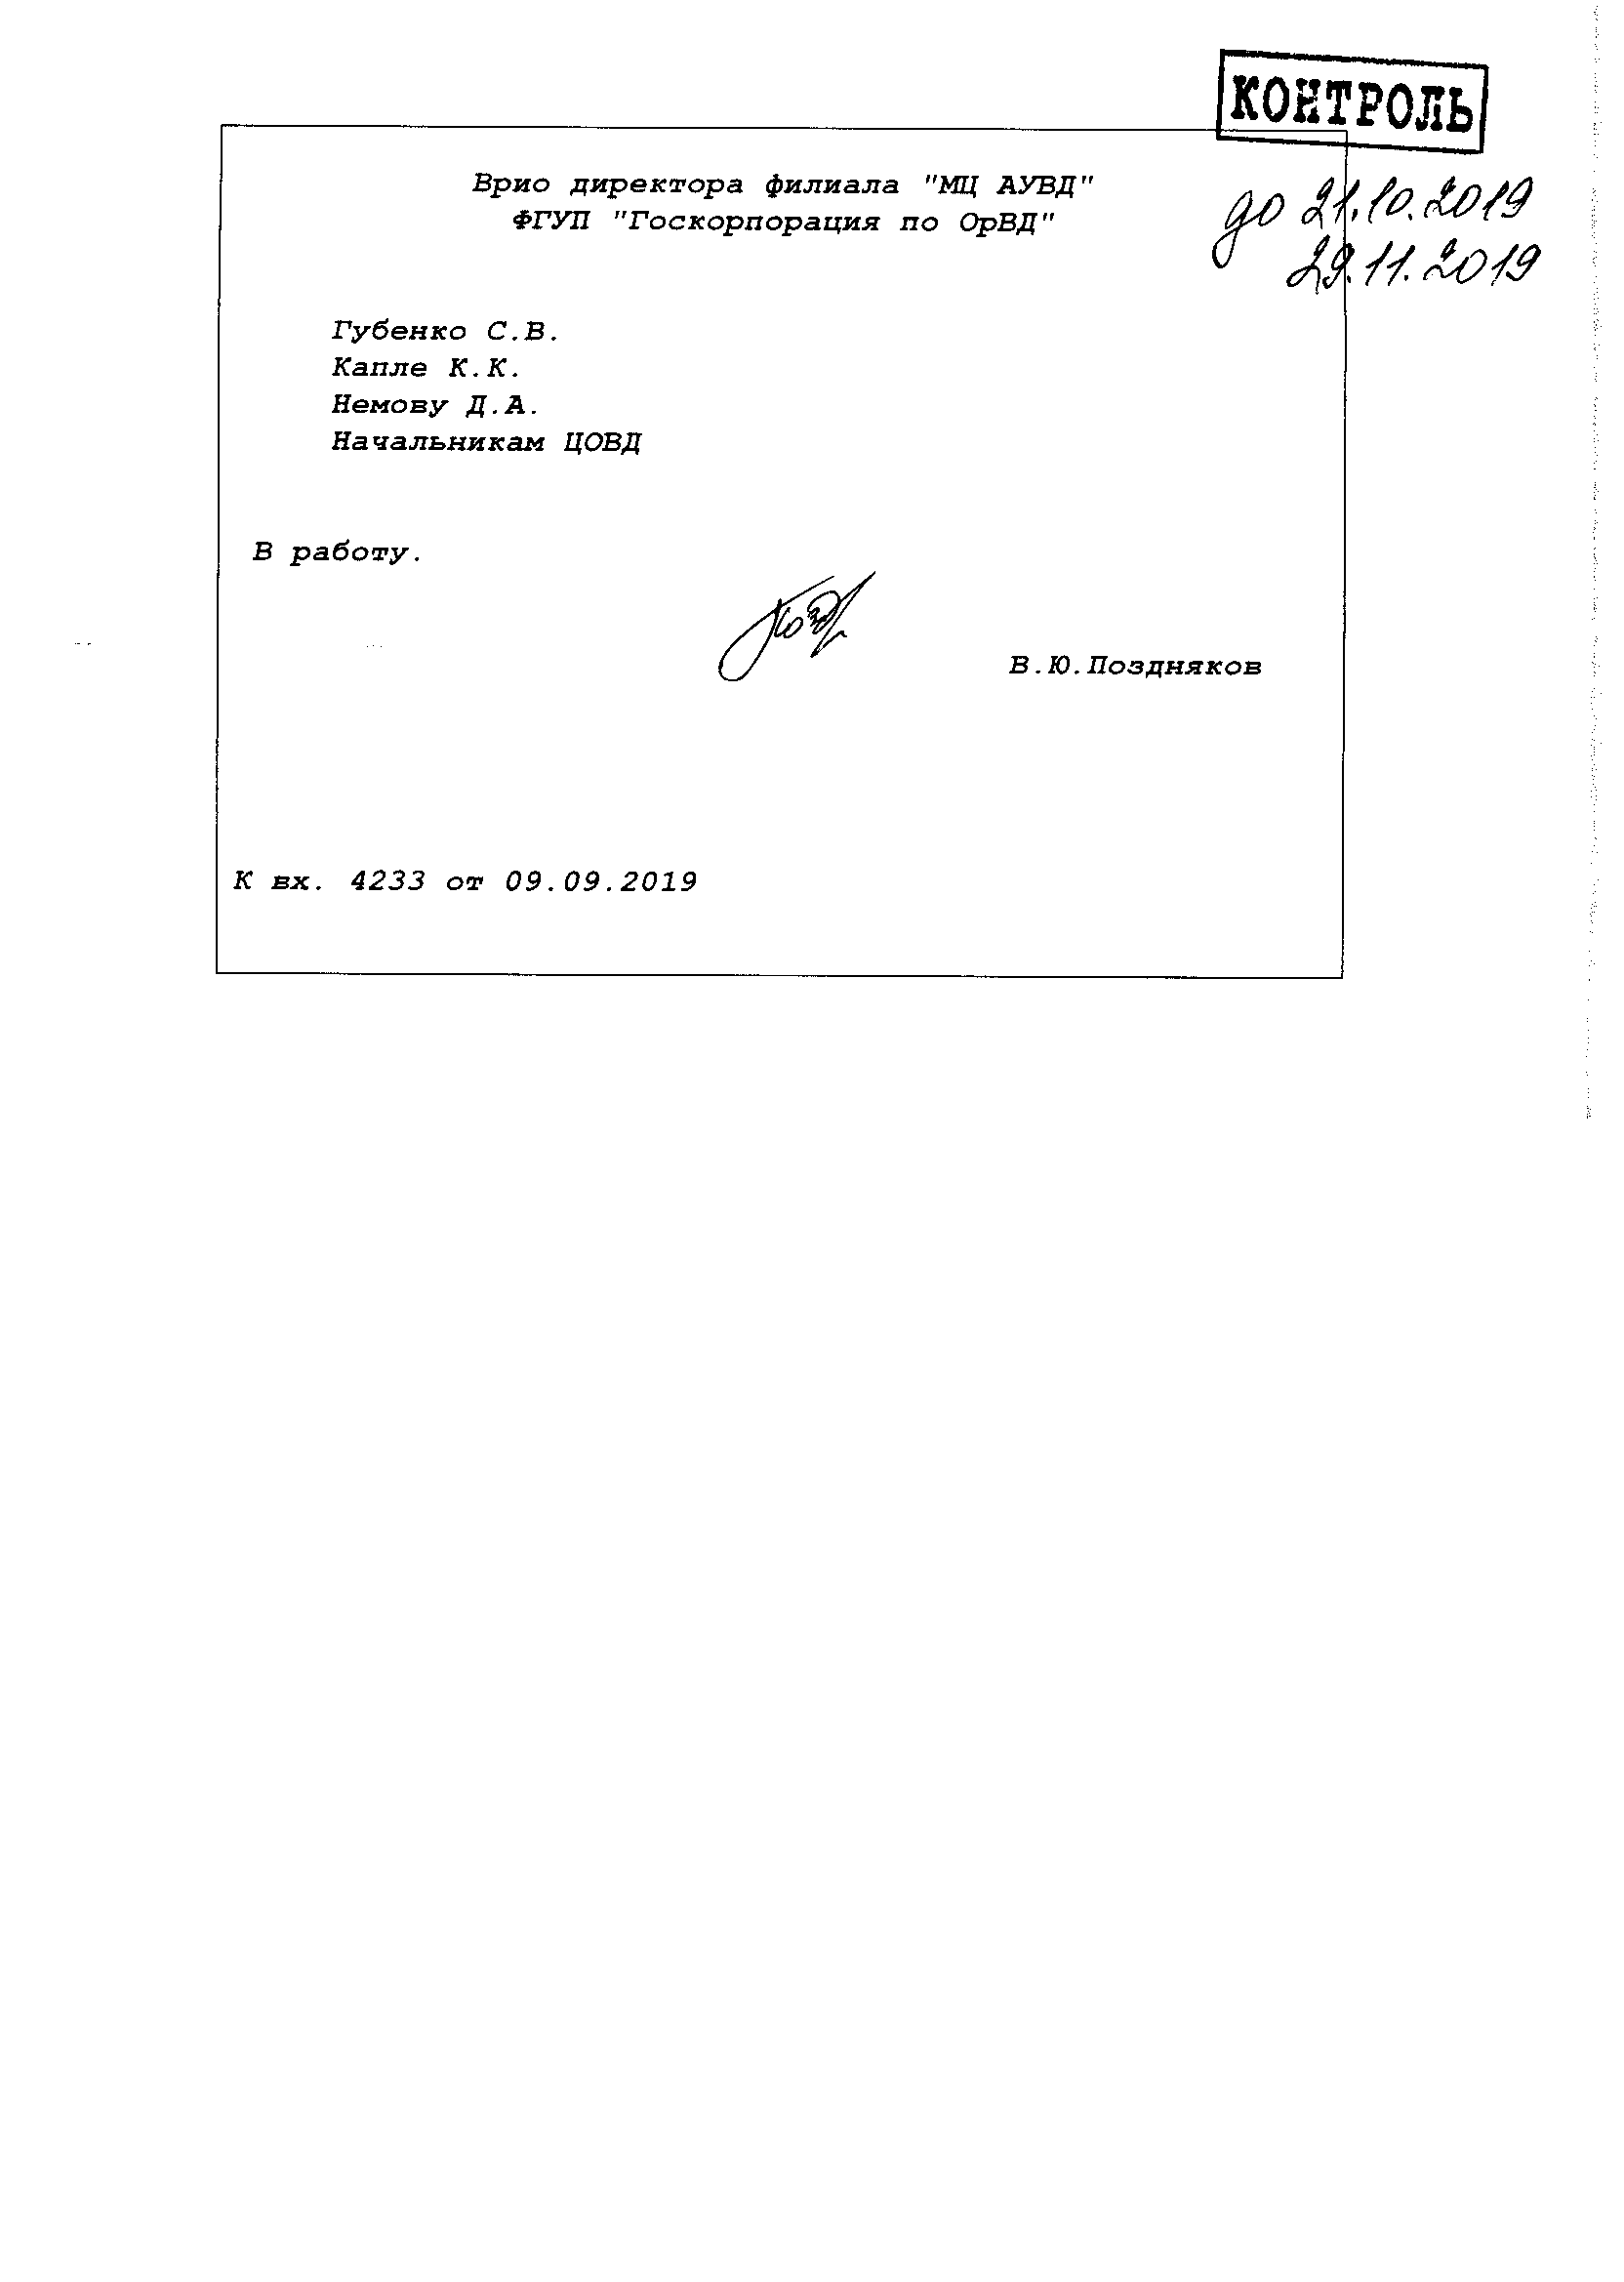 КОНТРОЛЬ
до 21.10.2019
29.11.2019
Врио директора филиала "МЦ АУВД"
ФГУП "Госкорпорация по ОрВД"
Губенко С.В.
Капле К.К.
Немову Д.А.
Начальникам ЦОВД
В работу.
В.Ю.Поздняков
К вх. 4233 от 09.09.2019